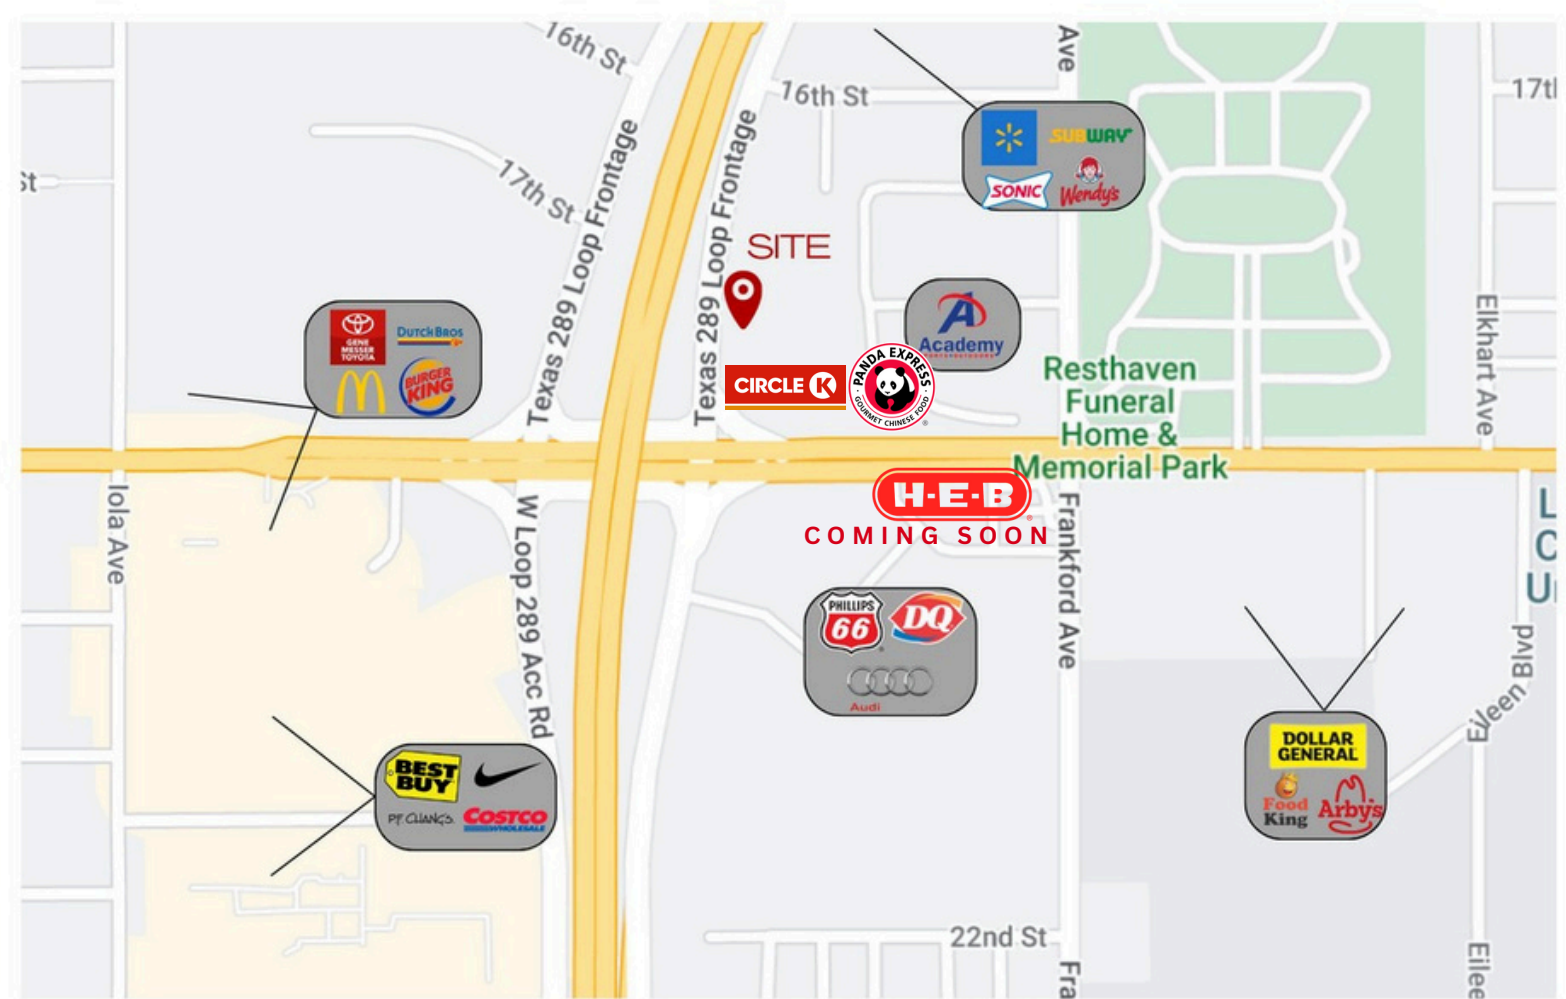 16th St
Ave
16th St
17tl
St
17th St
Texas 289 Loop Frontage
Texas 289 Loop Frontage
SUBWAY
SONIC
Wendy's
SITE
GENE
MESSER
TOYOTA
DUTCH BROS
BURGER
KING
Academy
SPORTS+OUTDOORS
CIRCLE K
PANDA EXPRESS
GOURMET CHINESE FOOD
Resthaven
Funeral
Home &
Memorial Park
Elkhart Ave
H-E-B
COMING SOON
Iola Ave
W Loop 289 Acc Rd
Frankford Ave
L
C
U
PHILLIPS
66
DQ
Audi
Eileen Blvd
BEST
BUY
P.F. CHANG'S
COSTCO
WHOLESALE
DOLLAR
GENERAL
Food
King
Arby's
22nd St
Fra
Eilee